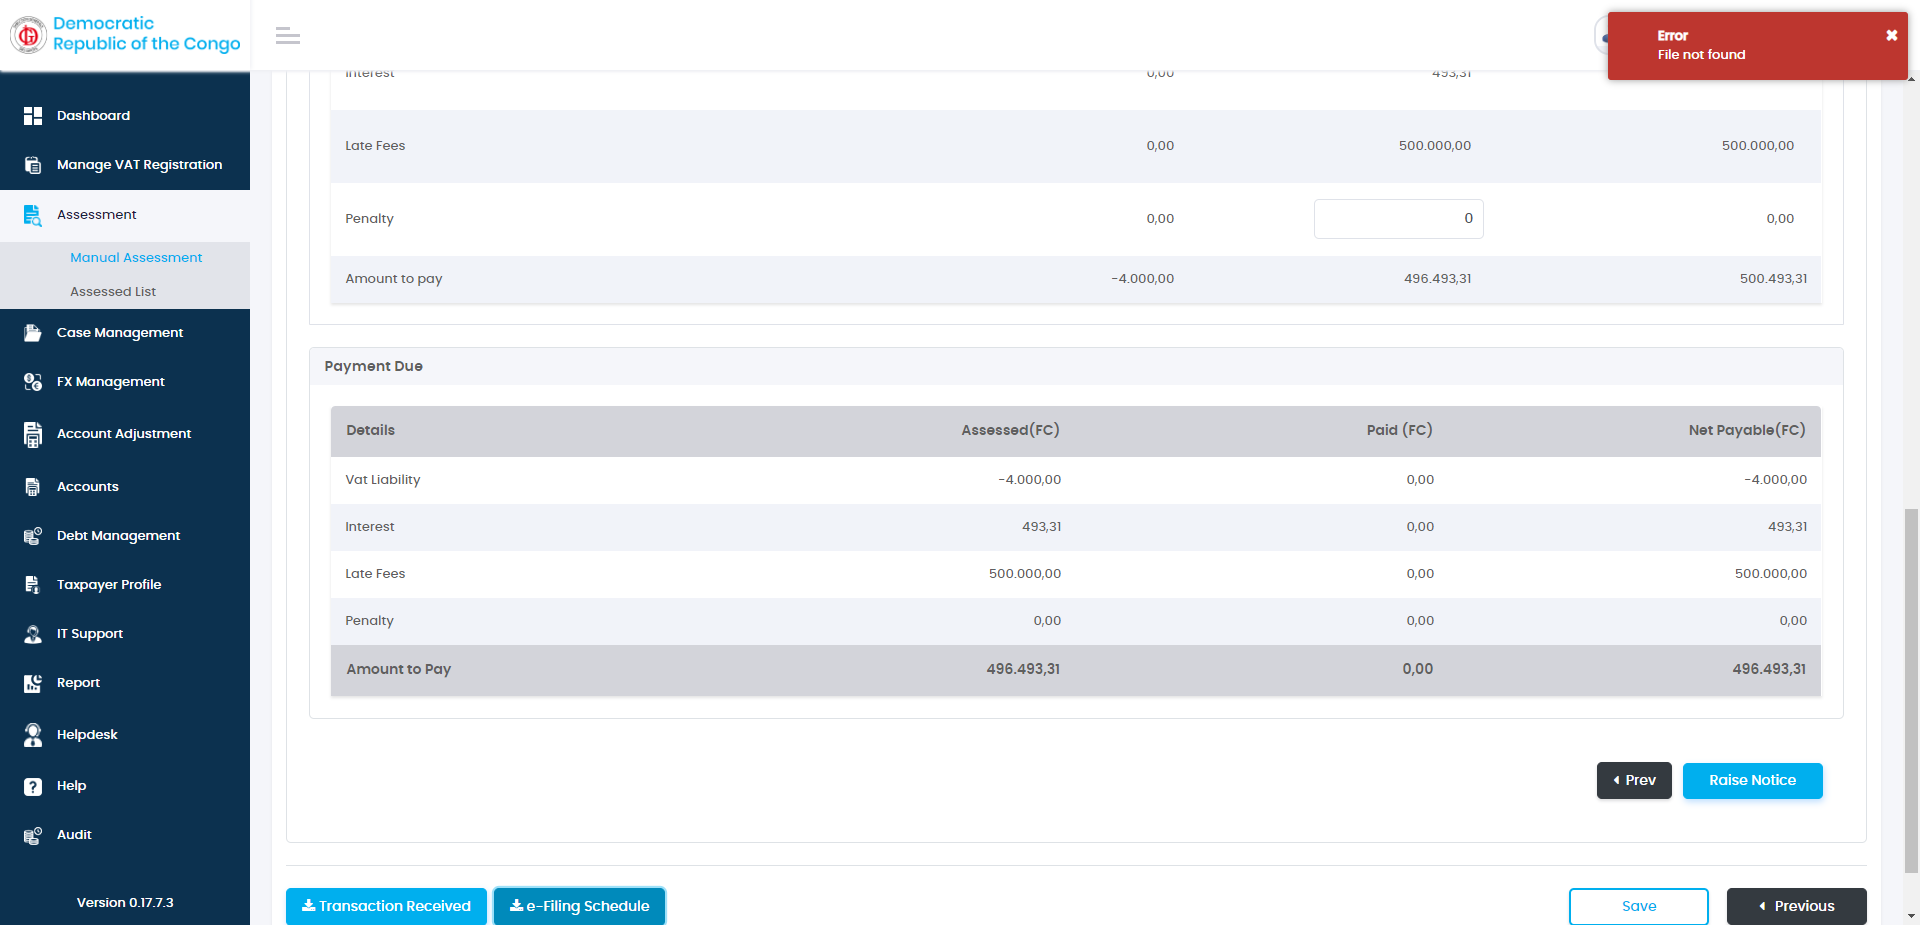 Democratic
Republic of the Congo
Error
File not found
Dashboard
Manage VAT Registration
Assessment
Manual Assessment
Assessed List
Case Management
FX Management
Account Adjustment
Accounts
Debt Management
Taxpayer Profile
IT Support
Report
Helpdesk
Help
Audit
Version 0.17.7.3
Interest 0,00 493,31
Late Fees 0,00 500.000,00 500.000,00
Penalty 0,00 0 0,00
Amount to pay -4.000,00 496.493,31 500.493,31
Payment Due
Details Assessed(FC) Paid (FC) Net Payable(FC)
Vat Liability -4.000,00 0,00 -4.000,00
Interest 493,31 0,00 493,31
Late Fees 500.000,00 0,00 500.000,00
Penalty 0,00 0,00 0,00
Amount to Pay 496.493,31 0,00 496.493,31
Prev Raise Notice
Transaction Received e-Filing Schedule Save Previous